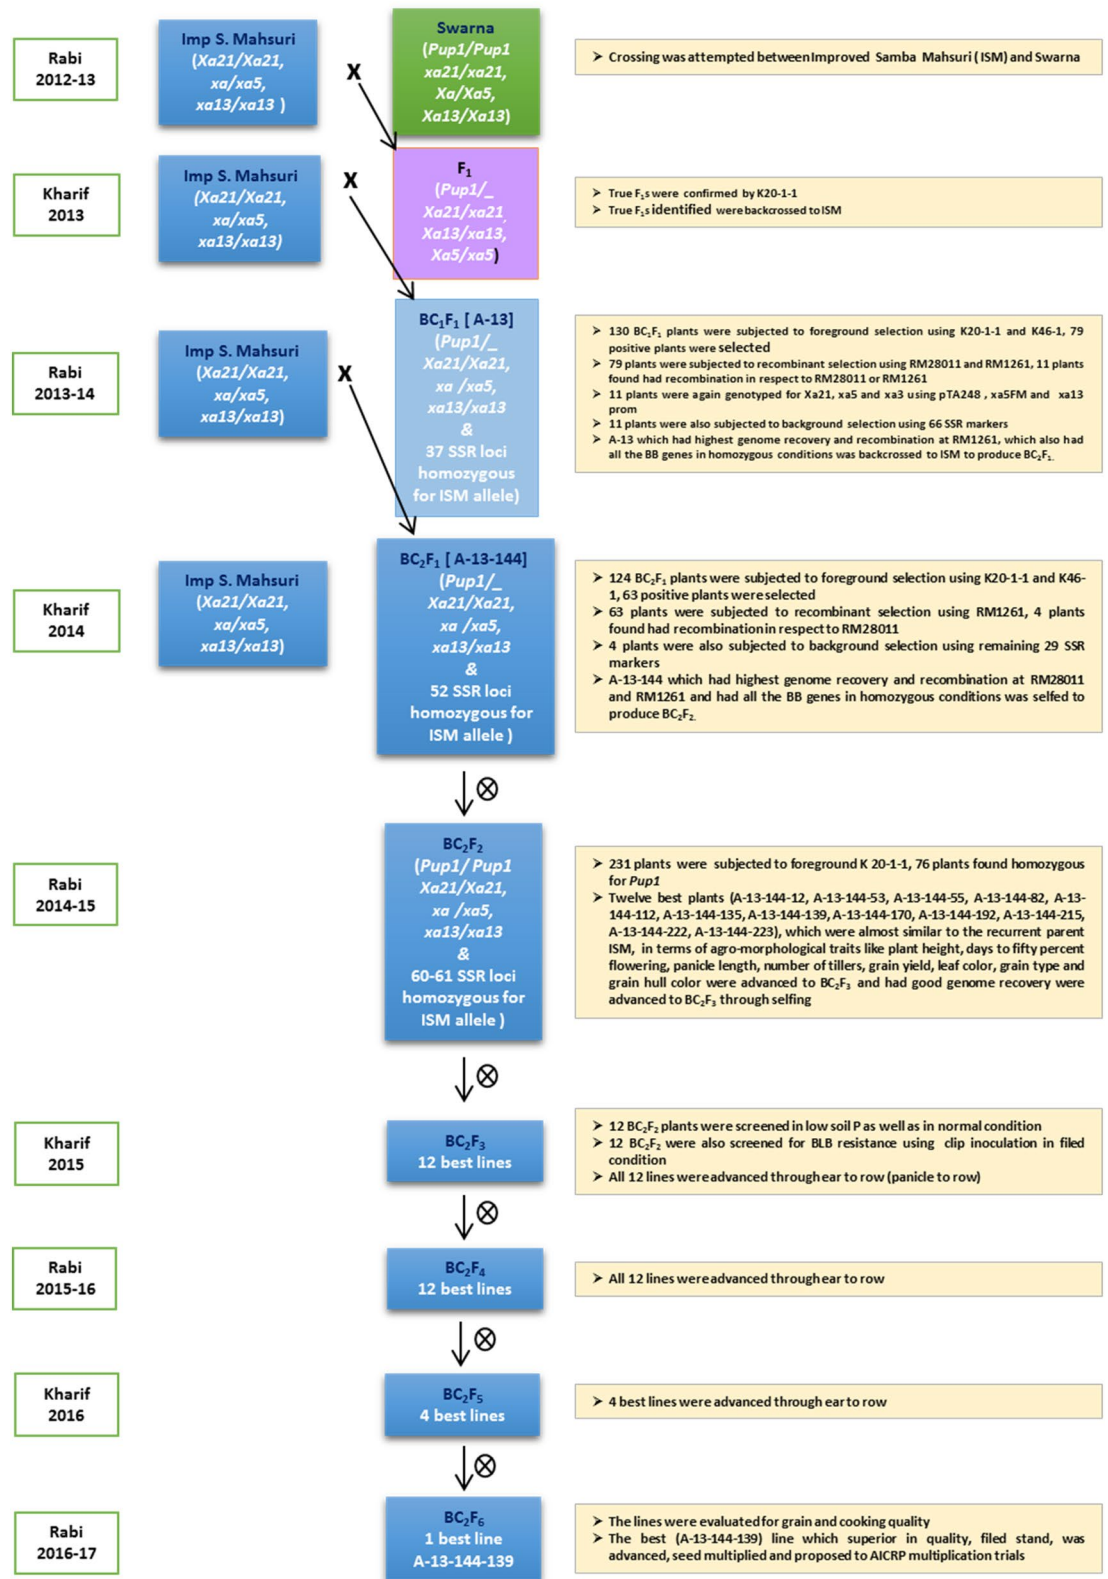 Rabi
2012-13
Imp S. Mahsuri
(Xa21/Xa21,
xa/xa5,
xa13/xa13 )
X
Swarna
(Pup1/Pup1
xa21/xa21,
Xa/Xa5,
Xa13/Xa13)
➢ Crossing was attempted between Improved Samba Mahsuri ( ISM) and Swarna
Kharif
2013
Imp S. Mahsuri
(Xa21/Xa21,
xa/xa5,
xa13/xa13)
X
F₁
(Pup1/_
Xa21/xa21,
Xa13/xa13,
Xa5/xa5)
➢ True F₁s were confirmed by K20-1-1
➢ True F₁s identified were backcrossed to ISM
Rabi
2013-14
Imp S. Mahsuri
(Xa21/Xa21,
xa/xa5,
xa13/xa13)
X
BC₁F₁ [ A-13]
(Pup1/_
Xa21/Xa21,
xa /xa5,
xa13/xa13
&
37 SSR loci
homozygous
for ISM allele)
➢ 130 BC₁F₁ plants were subjected to foreground selection using K20-1-1 and K46-1, 79
positive plants were selected
➢ 79 plants were subjected to recombinant selection using RM28011 and RM1261, 11 plants
found had recombination in respect to RM28011 or RM1261
➢ 11 plants were again genotyped for Xa21, xa5 and xa3 using pTA248 , xa5FM and xa13
prom
➢ 11 plants were also subjected to background selection using 66 SSR markers
➢ A-13 which had highest genome recovery and recombination at RM1261, which also had
all the BB genes in homozygous conditions was backcrossed to ISM to produce BC₂F₁.
Kharif
2014
Imp S. Mahsuri
(Xa21/Xa21,
xa/xa5,
xa13/xa13)
BC₂F₁ [ A-13-144]
(Pup1/_
Xa21/Xa21,
xa /xa5,
xa13/xa13
&
52 SSR loci
homozygous for
ISM allele )
➢ 124 BC₂F₁ plants were subjected to foreground selection using K20-1-1 and K46-
1, 63 positive plants were selected
➢ 63 plants were subjected to recombinant selection using RM1261, 4 plants
found had recombination in respect to RM28011
➢ 4 plants were also subjected to background selection using remaining 29 SSR
markers
➢ A-13-144 which had highest genome recovery and recombination at RM28011
and RM1261 and had all the BB genes in homozygous conditions was selfed to
produce BC₂F₂.
⊗
Rabi
2014-15
BC₂F₂
(Pup1/ Pup1
Xa21/Xa21,
xa /xa5,
xa13/xa13
&
60-61 SSR loci
homozygous for
ISM allele )
➢ 231 plants were subjected to foreground K 20-1-1, 76 plants found homozygous
for Pup1
➢ Twelve best plants (A-13-144-12, A-13-144-53, A-13-144-55, A-13-144-82, A-13-
144-112, A-13-144-135, A-13-144-139, A-13-144-170, A-13-144-192, A-13-144-215,
A-13-144-222, A-13-144-223), which were almost similar to the recurrent parent
ISM, in terms of agro-morphological traits like plant height, days to fifty percent
flowering, panicle length, number of tillers, grain yield, leaf color, grain type and
grain hull color were advanced to BC₂F₃ and had good genome recovery were
advanced to BC₂F₃ through selfing
⊗
Kharif
2015
BC₂F₃
12 best lines
➢ 12 BC₂F₂ plants were screened in low soil P as well as in normal condition
➢ 12 BC₂F₂ were also screened for BLB resistance using clip inoculation in filed
condition
➢ All 12 lines were advanced through ear to row (panicle to row)
⊗
Rabi
2015-16
BC₂F₄
12 best lines
➢ All 12 lines were advanced through ear to row
⊗
Kharif
2016
BC₂F₅
4 best lines
➢ 4 best lines were advanced through ear to row
⊗
Rabi
2016-17
BC₂F₆
1 best line
A-13-144-139
➢ The lines were evaluated for grain and cooking quality
➢ The best (A-13-144-139) line which superior in quality, filed stand, was
advanced, seed multiplied and proposed to AICRP multiplication trials